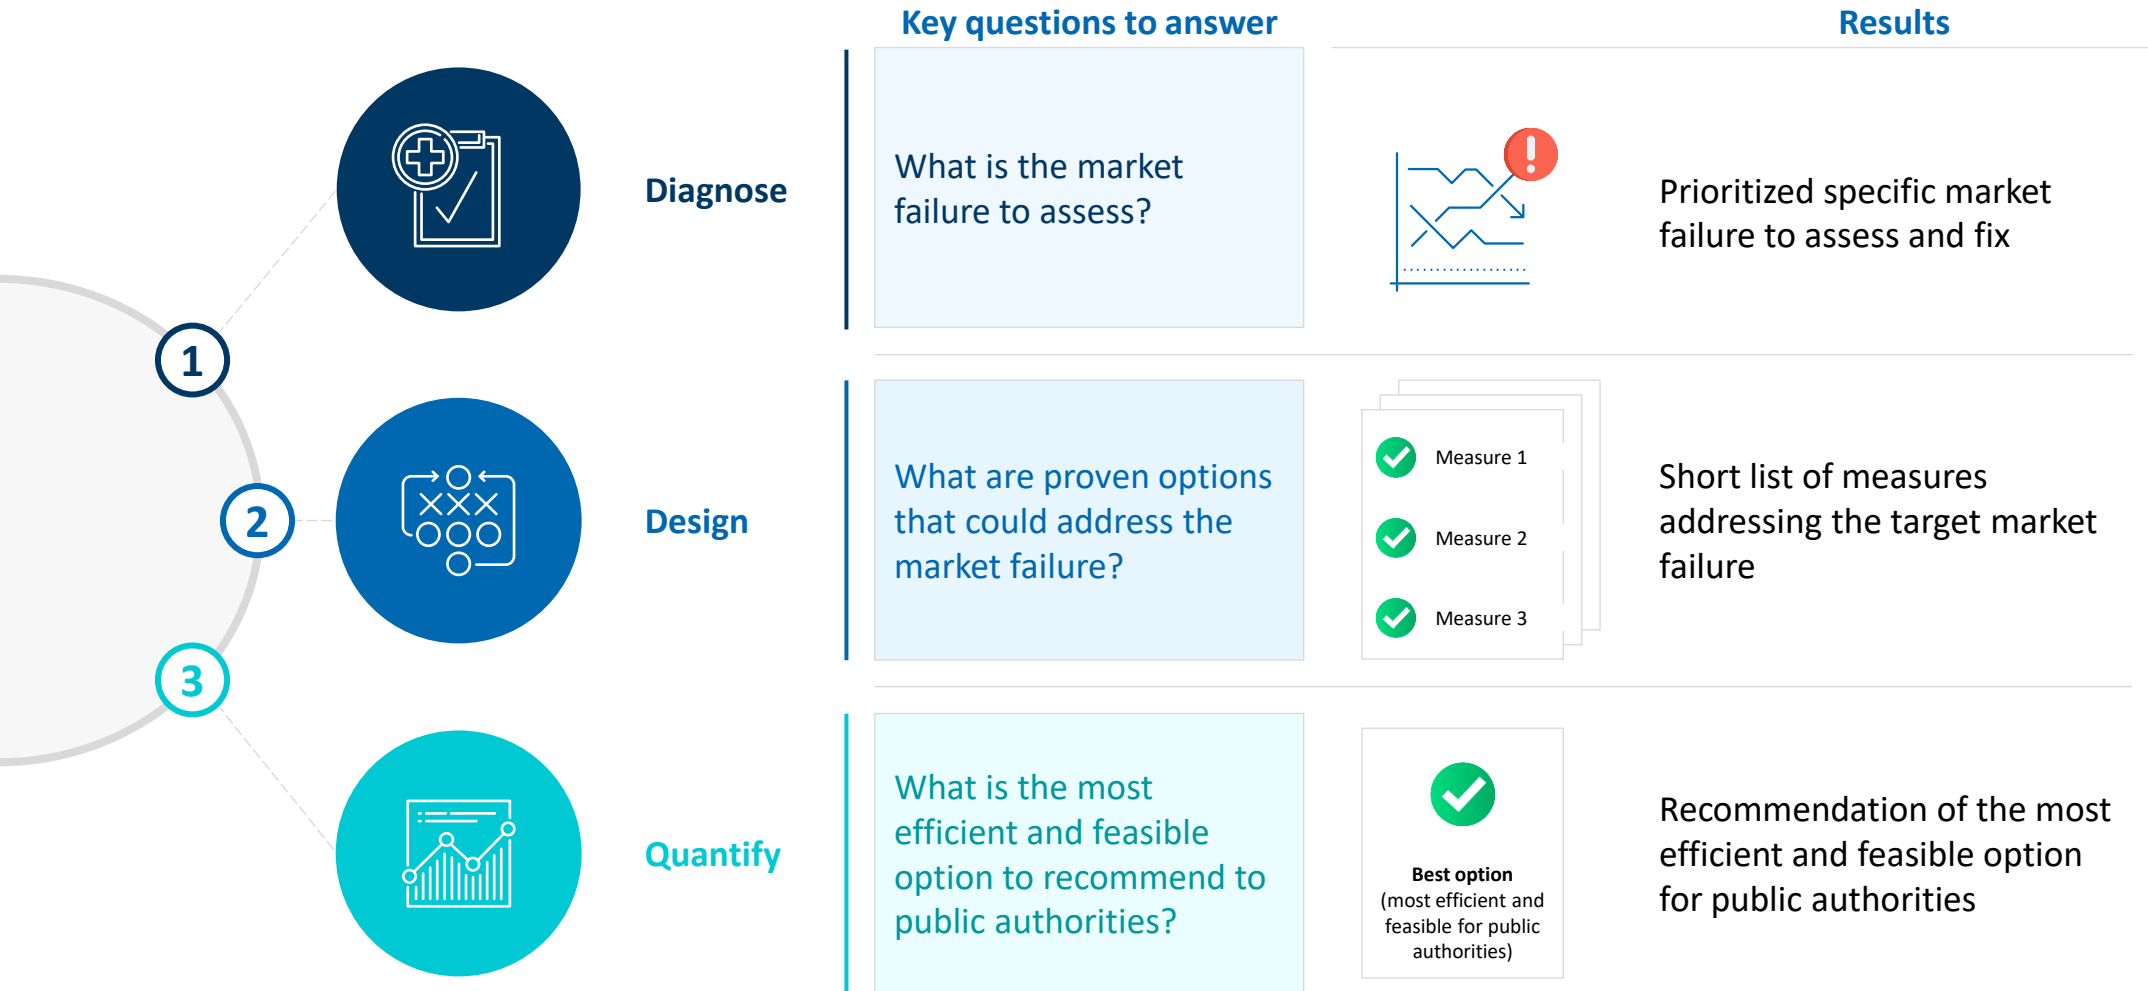 Key questions to answer
Results
1
Diagnose
What is the market
failure to assess?
Prioritized specific market
failure to assess and fix
2
Design
What are proven options
that could address the
market failure?
Measure 1
Measure 2
Measure 3
Short list of measures
addressing the target market
failure
3
Quantify
What is the most
efficient and feasible
option to recommend to
public authorities?
Best option
(most efficient and
feasible for public
authorities)
Recommendation of the most
efficient and feasible option
for public authorities